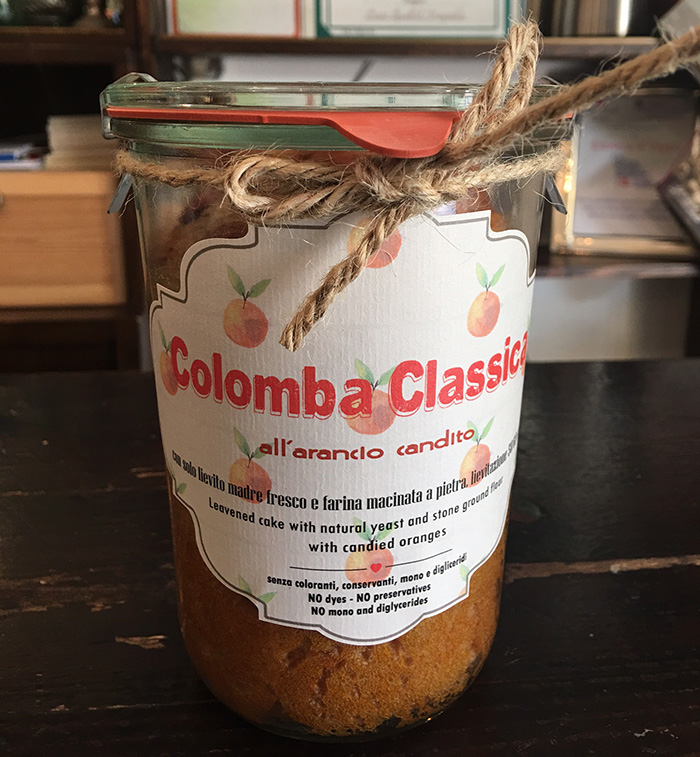 Colomba Classica
all'arancio candito
con solo lievito madre fresco e farina macinata a pietra, lievitazione
Leavened cake with natural yeast and stone ground flour
with candied oranges
senza coloranti, conservanti, mono e digliceridi
NO dyes - NO preservatives
NO mono and diglycerides